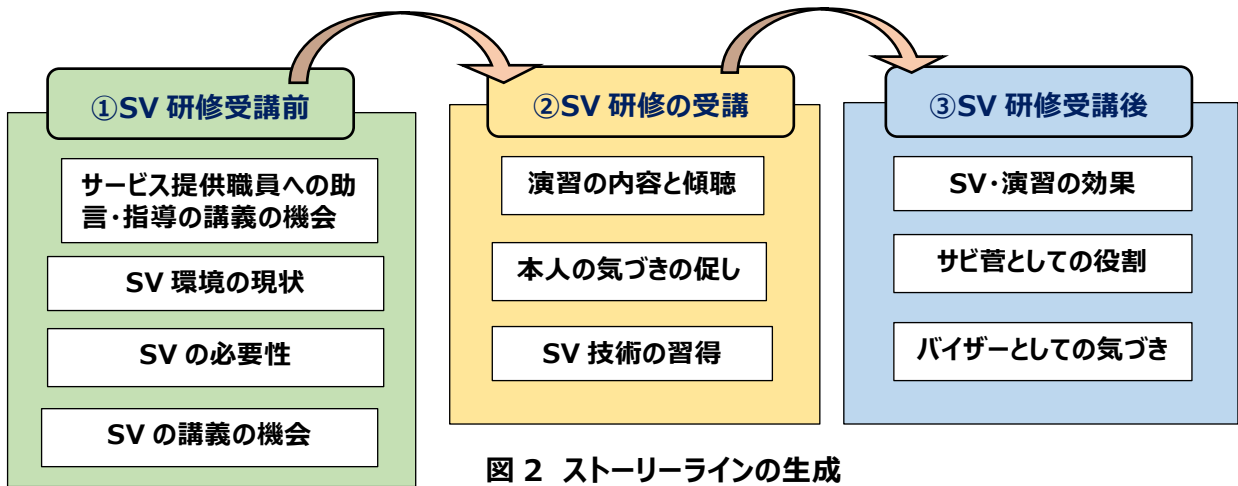 ①SV 研修受講前
サービス提供職員への助
言・指導の講義の機会
SV 環境の現状
SV の必要性
SV の講義の機会
②SV 研修の受講
演習の内容と傾聴
本人の気づきの促し
SV 技術の習得
③SV 研修受講後
SV・演習の効果
サビ菅としての役割
バイザーとしての気づき
図 2 ストーリーラインの生成